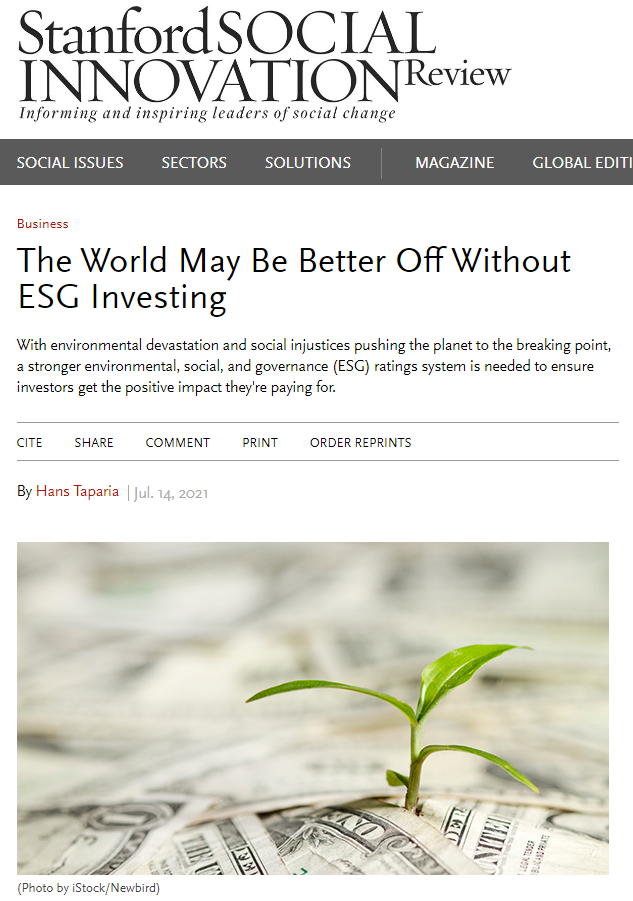 Stanford SOCIAL
INNOVATION Review
Informing and inspiring leaders of social change
SOCIAL ISSUES SECTORS SOLUTIONS MAGAZINE GLOBAL EDITI
Business
The World May Be Better Off Without
ESG Investing
With environmental devastation and social injustices pushing the planet to the breaking point,
a stronger environmental, social, and governance (ESG) ratings system is needed to ensure
investors get the positive impact they're paying for.
CITE SHARE COMMENT PRINT ORDER REPRINTS
By Hans Taparia | Jul. 14, 2021
(Photo by iStock/Newbird)